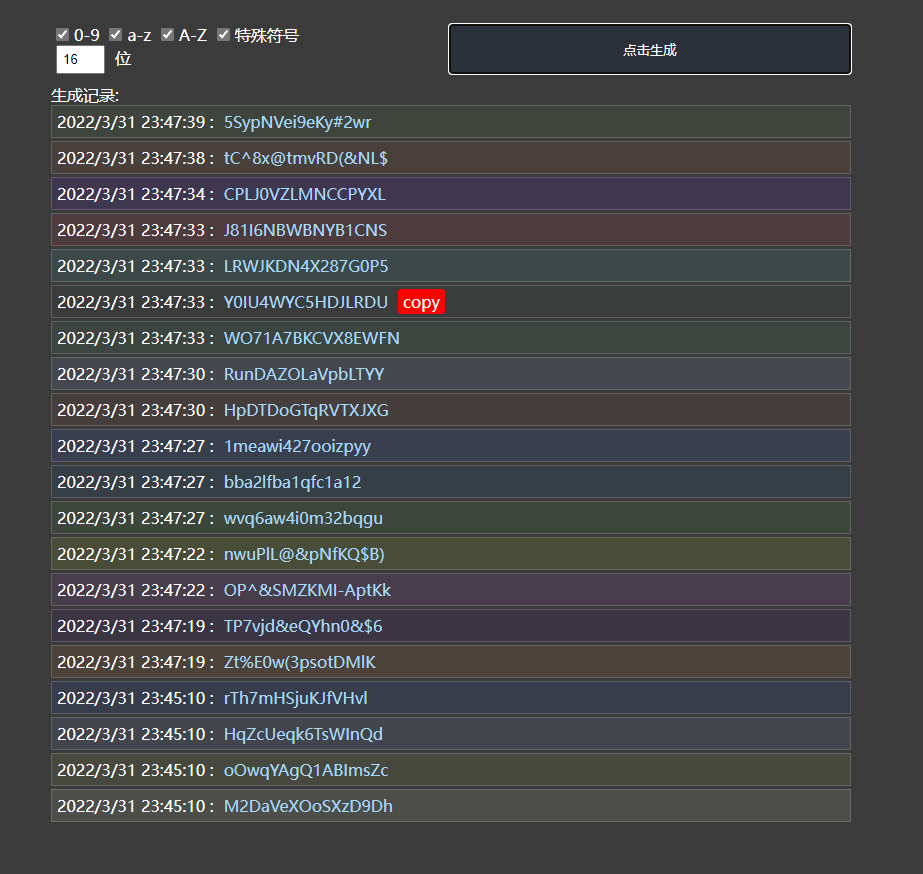 0-9 a-z A-Z 特殊符号
16 位
点击生成
生成记录:
2022/3/31 23:47:39 : 5SypNVei9eKy#2wr
2022/3/31 23:47:38 : tC^8x@tmvRD(&NL$
2022/3/31 23:47:34 : CPLJ0VZLMNCCPYXL
2022/3/31 23:47:33 : J81I6NBWBNYB1CNS
2022/3/31 23:47:33 : LRWJKDN4X287G0P5
2022/3/31 23:47:33 : Y0IU4WYC5HDJLRDU copy
2022/3/31 23:47:33 : WO71A7BKCVX8EWFN
2022/3/31 23:47:30 : RunDAZOLaVpbLTYY
2022/3/31 23:47:30 : HpDTDoGTqRVTXJXG
2022/3/31 23:47:27 : 1meawi427ooizpyy
2022/3/31 23:47:27 : bba2lfba1qfc1a12
2022/3/31 23:47:27 : wvq6aw4i0m32bqgu
2022/3/31 23:47:22 : nwuPlL@&pNfKQ$B)
2022/3/31 23:47:22 : OP^&SMZKMI-AptKk
2022/3/31 23:47:19 : TP7vjd&eQYhn0&$6
2022/3/31 23:47:19 : Zt%E0w(3psotDMlK
2022/3/31 23:45:10 : rTh7mHSjuKJfVHvl
2022/3/31 23:45:10 : HqZcUeqk6TsWInQd
2022/3/31 23:45:10 : oOwqYAgQ1ABImsZc
2022/3/31 23:45:10 : M2DaVeXOoSXzD9Dh